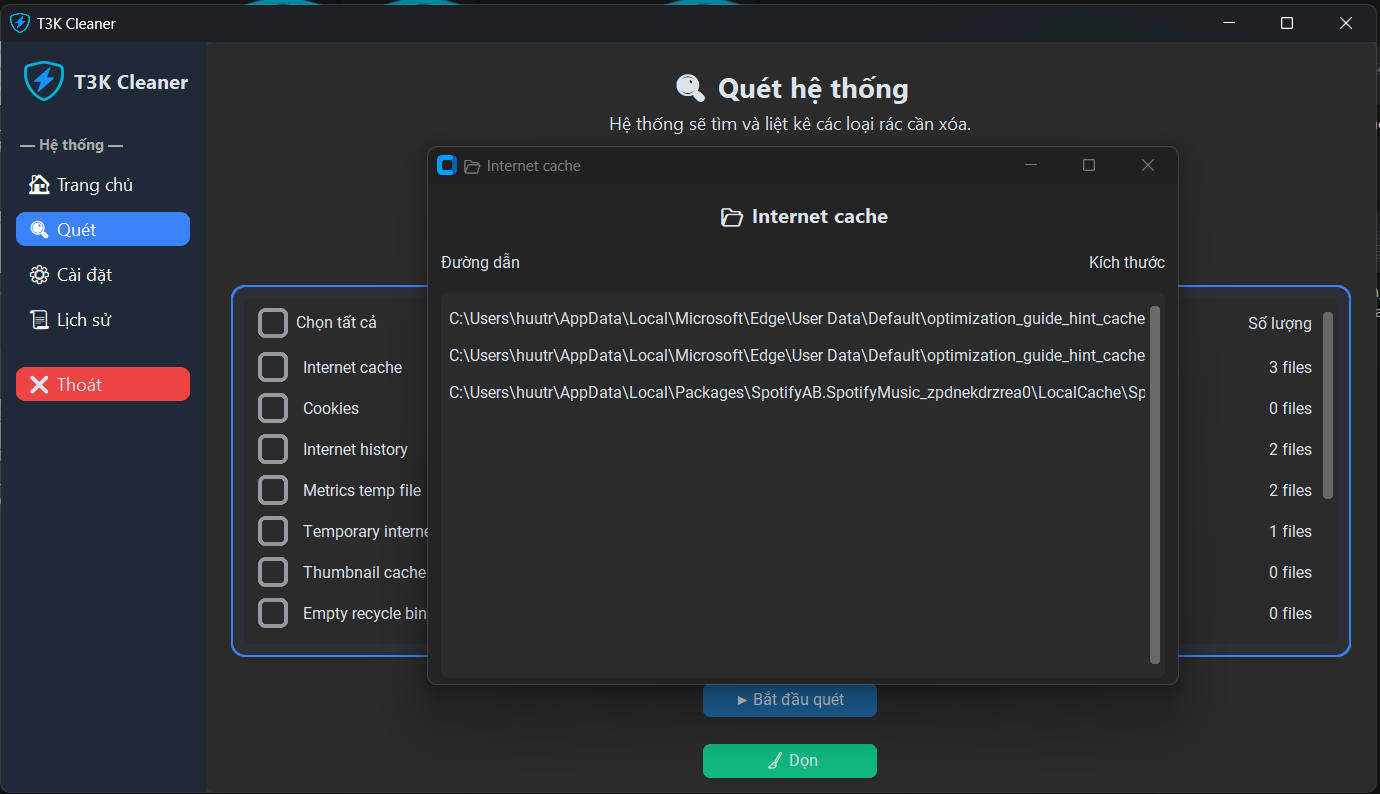 T3K Cleaner
T3K Cleaner
— Hệ thống —
Trang chủ
Quét
Cài đặt
Lịch sử
Thoát
Quét hệ thống
Hệ thống sẽ tìm và liệt kê các loại rác cần xóa.
Chọn tất cả
Số lượng
Internet cache
3 files
Cookies
0 files
Internet history
2 files
Metrics temp file
2 files
Temporary interne
1 files
Thumbnail cache
0 files
Empty recycle bin
0 files
Internet cache
Internet cache
Đường dẫn
Kích thước
C:\Users\huutr\AppData\Local\Microsoft\Edge\User Data\Default\optimization_guide_hint_cache
C:\Users\huutr\AppData\Local\Microsoft\Edge\User Data\Default\optimization_guide_hint_cache
C:\Users\huutr\AppData\Local\Packages\SpotifyAB.SpotifyMusic_zpdnekdrzrea0\LocalCache\Sp
► Bắt đầu quét
Dọn